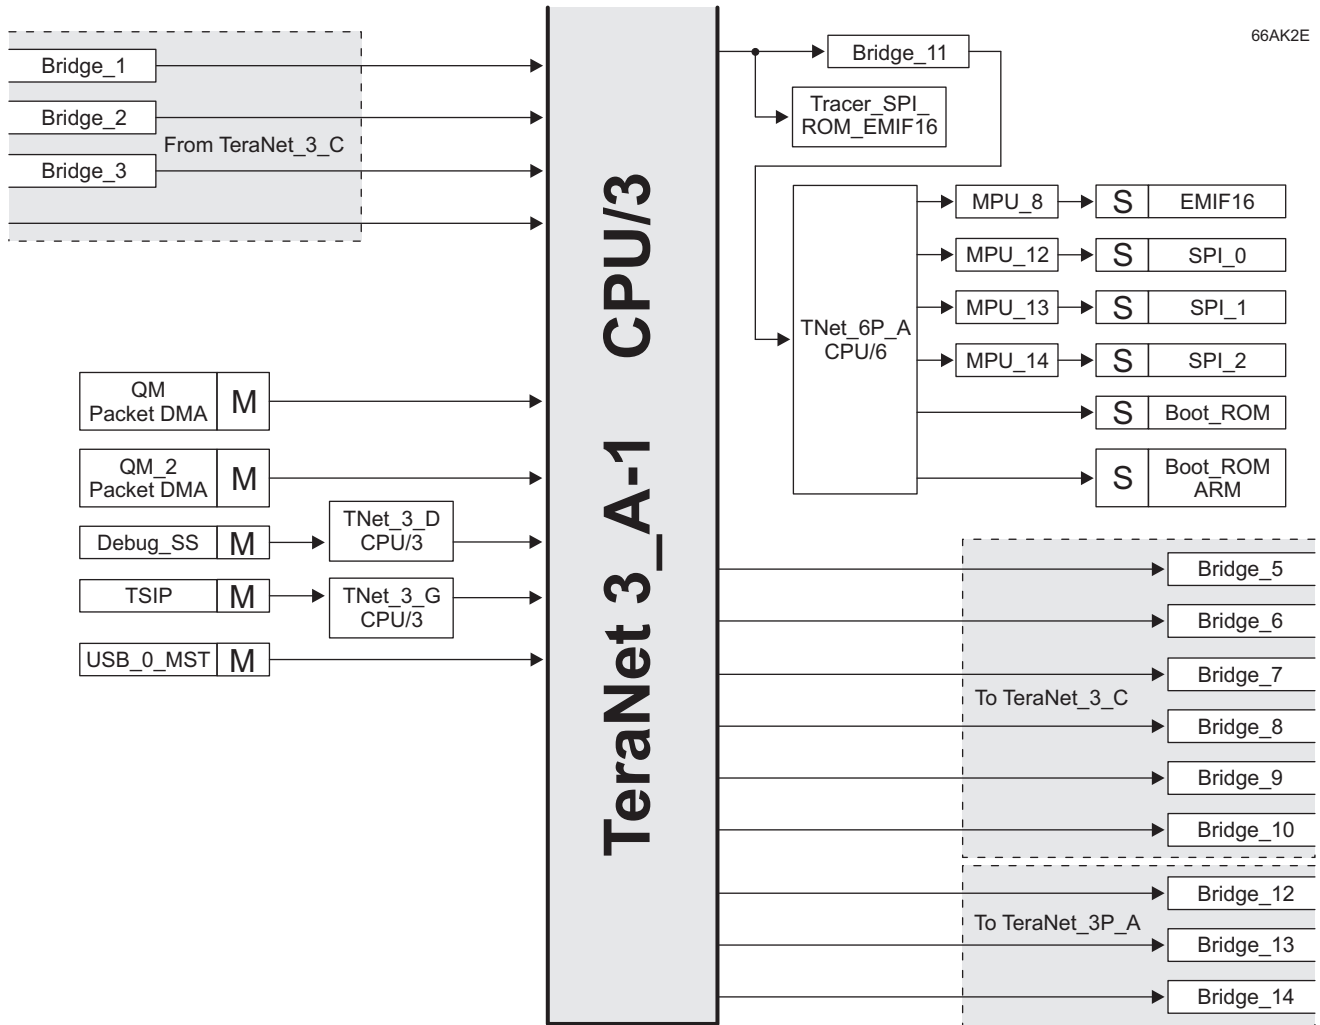 66AK2E
Bridge_1
Bridge_2
From TeraNet_3_C
Bridge_3
QM
Packet DMA
M
QM_2
Packet DMA
M
Debug_SS
M
TNet_3_D
CPU/3
TSIP
M
TNet_3_G
CPU/3
USB_0_MST
M
TeraNet 3_A-1 CPU/3
Bridge_11
Tracer_SPI_
ROM_EMIF16
TNet_6P_A
CPU/6
MPU_8
S
EMIF16
MPU_12
S
SPI_0
MPU_13
S
SPI_1
MPU_14
S
SPI_2
S
Boot_ROM
S
Boot_ROM
ARM
Bridge_5
Bridge_6
Bridge_7
To TeraNet_3_C
Bridge_8
Bridge_9
Bridge_10
Bridge_12
To TeraNet_3P_A
Bridge_13
Bridge_14